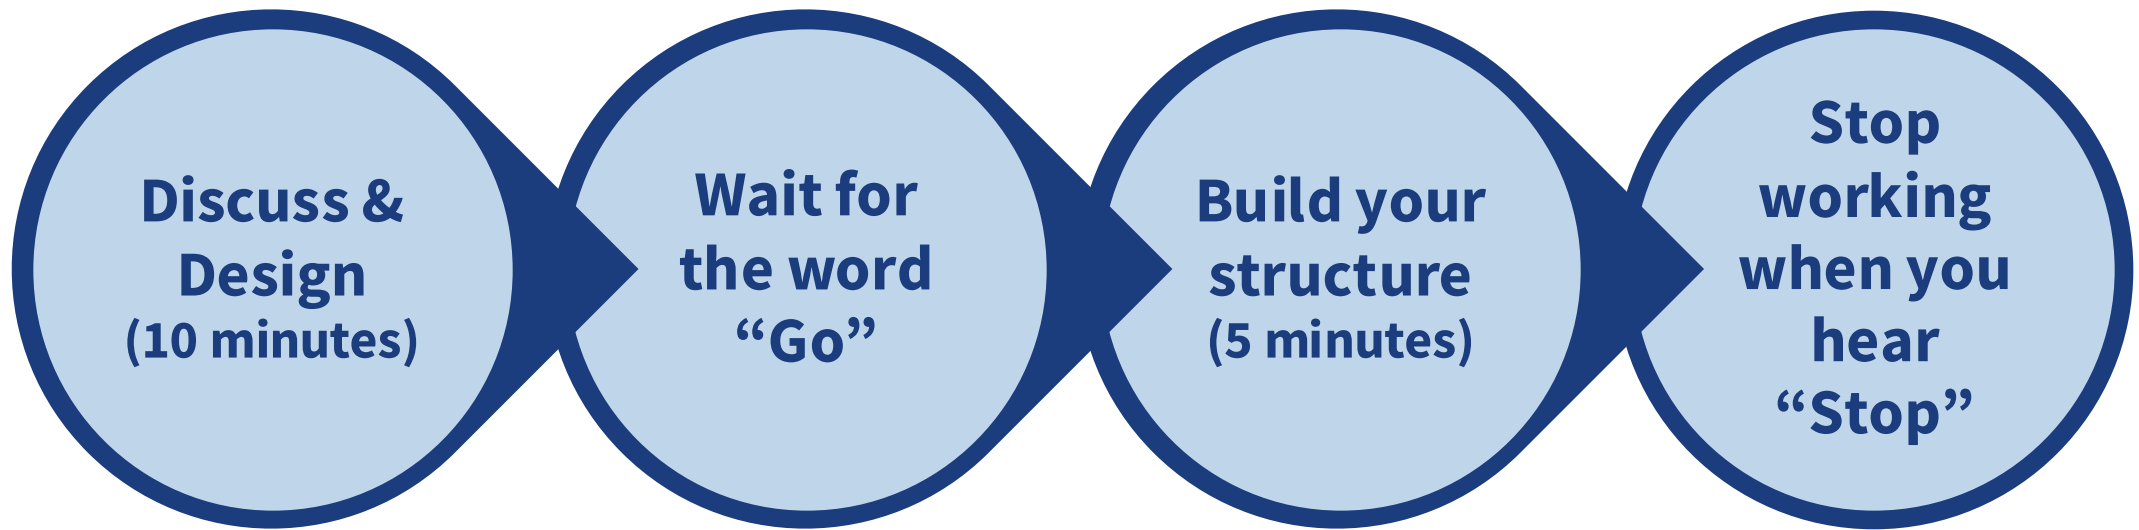 Discuss &
Design
(10 minutes)
Wait for
the word
“Go”
Build your
structure
(5 minutes)
Stop
working
when you
hear
“Stop”